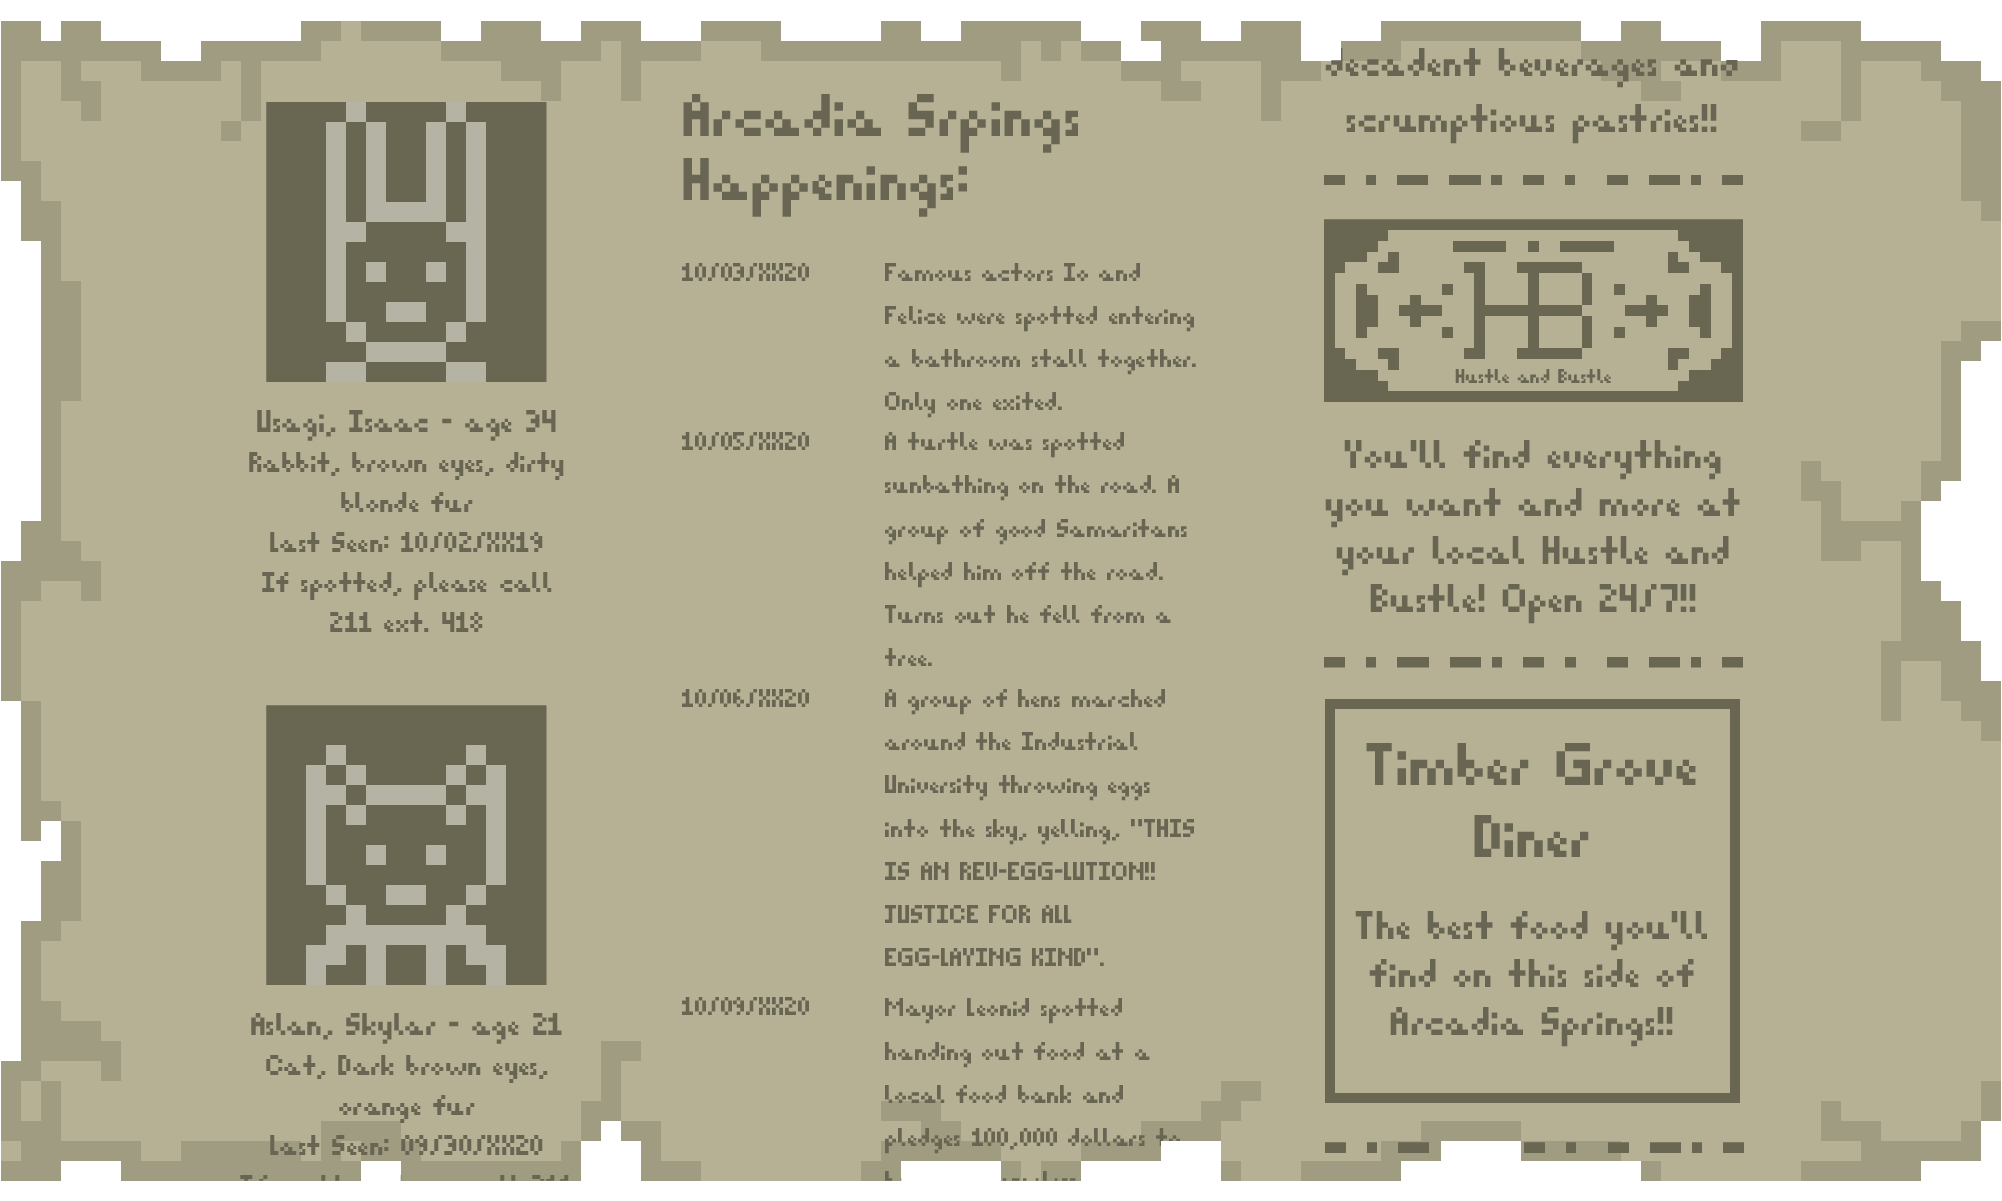 Usagi, Isaac - age 34
Rabbit, brown eyes, dirty
blonde fur
Last Seen: 10/02/XX19
If spotted, please call
211 ext. 418
Aslan, Skylar - age 21
Cat, Dark brown eyes,
orange fur
Last Seen: 09/30/XX20
Arcadia Srpings
Happenings:
10/03/XX20
Famous actors Io and
Felice were spotted entering
a bathroom stall together.
Only one exited.
10/05/XX20
A turtle was spotted
sunbathing on the road. A
group of good Samaritans
helped him off the road.
Turns out he fell from a
tree.
10/06/XX20
A group of hens marched
around the Industrial
University throwing eggs
into the sky, yelling, "THIS
IS AN REV-EGG-LUTION!!
JUSTICE FOR ALL
EGG-LAYING KIND".
10/09/XX20
Mayor Leonid spotted
handing out food at a
local food bank and
pledges 100,000 dollars to
decadent beverages and
scrumptious pastries!!
HB
Hustle and Bustle
You'll find everything
you want and more at
your local Hustle and
Bustle! Open 24/7!!
Timber Grove
Diner
The best food you'll
find on this side of
Arcadia Springs!!